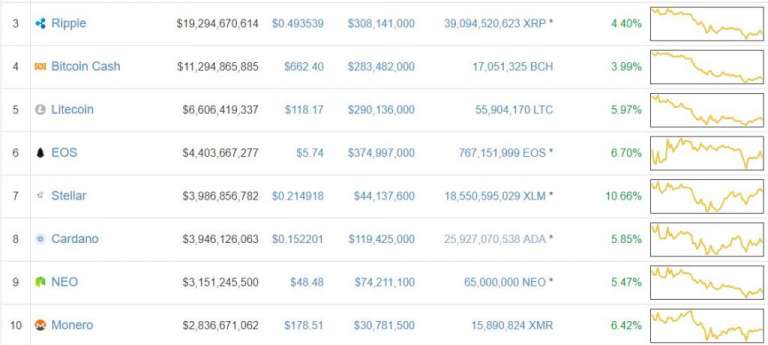 3 Ripple $19,294,670,614 $0.493539 $308,141,000 39,094,520,623 XRP * 4.40%
4 Bitcoin Cash $11,294,865,885 $662.40 $283,482,000 17,051,325 BCH 3.99%
5 Litecoin $6,606,419,337 $118.17 $290,136,000 55,904,170 LTC 5.97%
6 EOS $4,403,667,277 $5.74 $374,997,000 767,151,999 EOS * 6.70%
7 Stellar $3,986,856,782 $0.214918 $44,137,600 18,550,595,029 XLM * 10.66%
8 Cardano $3,946,126,063 $0.152201 $119,425,000 25,927,070,538 ADA * 5.85%
9 NEO $3,151,245,500 $48.48 $74,211,100 65,000,000 NEO * 5.47%
10 Monero $2,836,671,062 $178.51 $30,781,500 15,890,824 XMR 6.42%